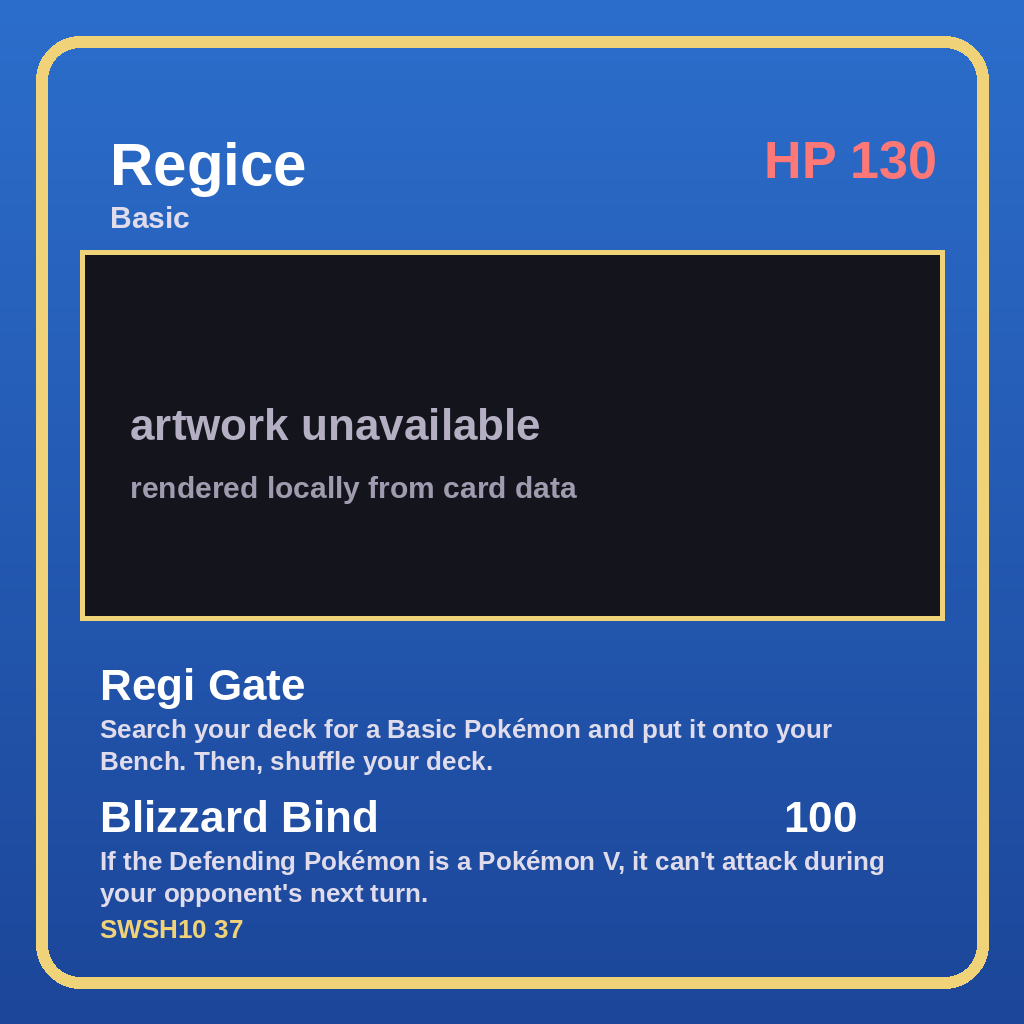 Regice
HP 130
Basic
artwork unavailable
rendered locally from card data
Regi Gate
Search your deck for a Basic Pokémon and put it onto your
Bench. Then, shuffle your deck.
Blizzard Bind
100
If the Defending Pokémon is a Pokémon V, it can't attack during
your opponent's next turn.
SWSH10 37